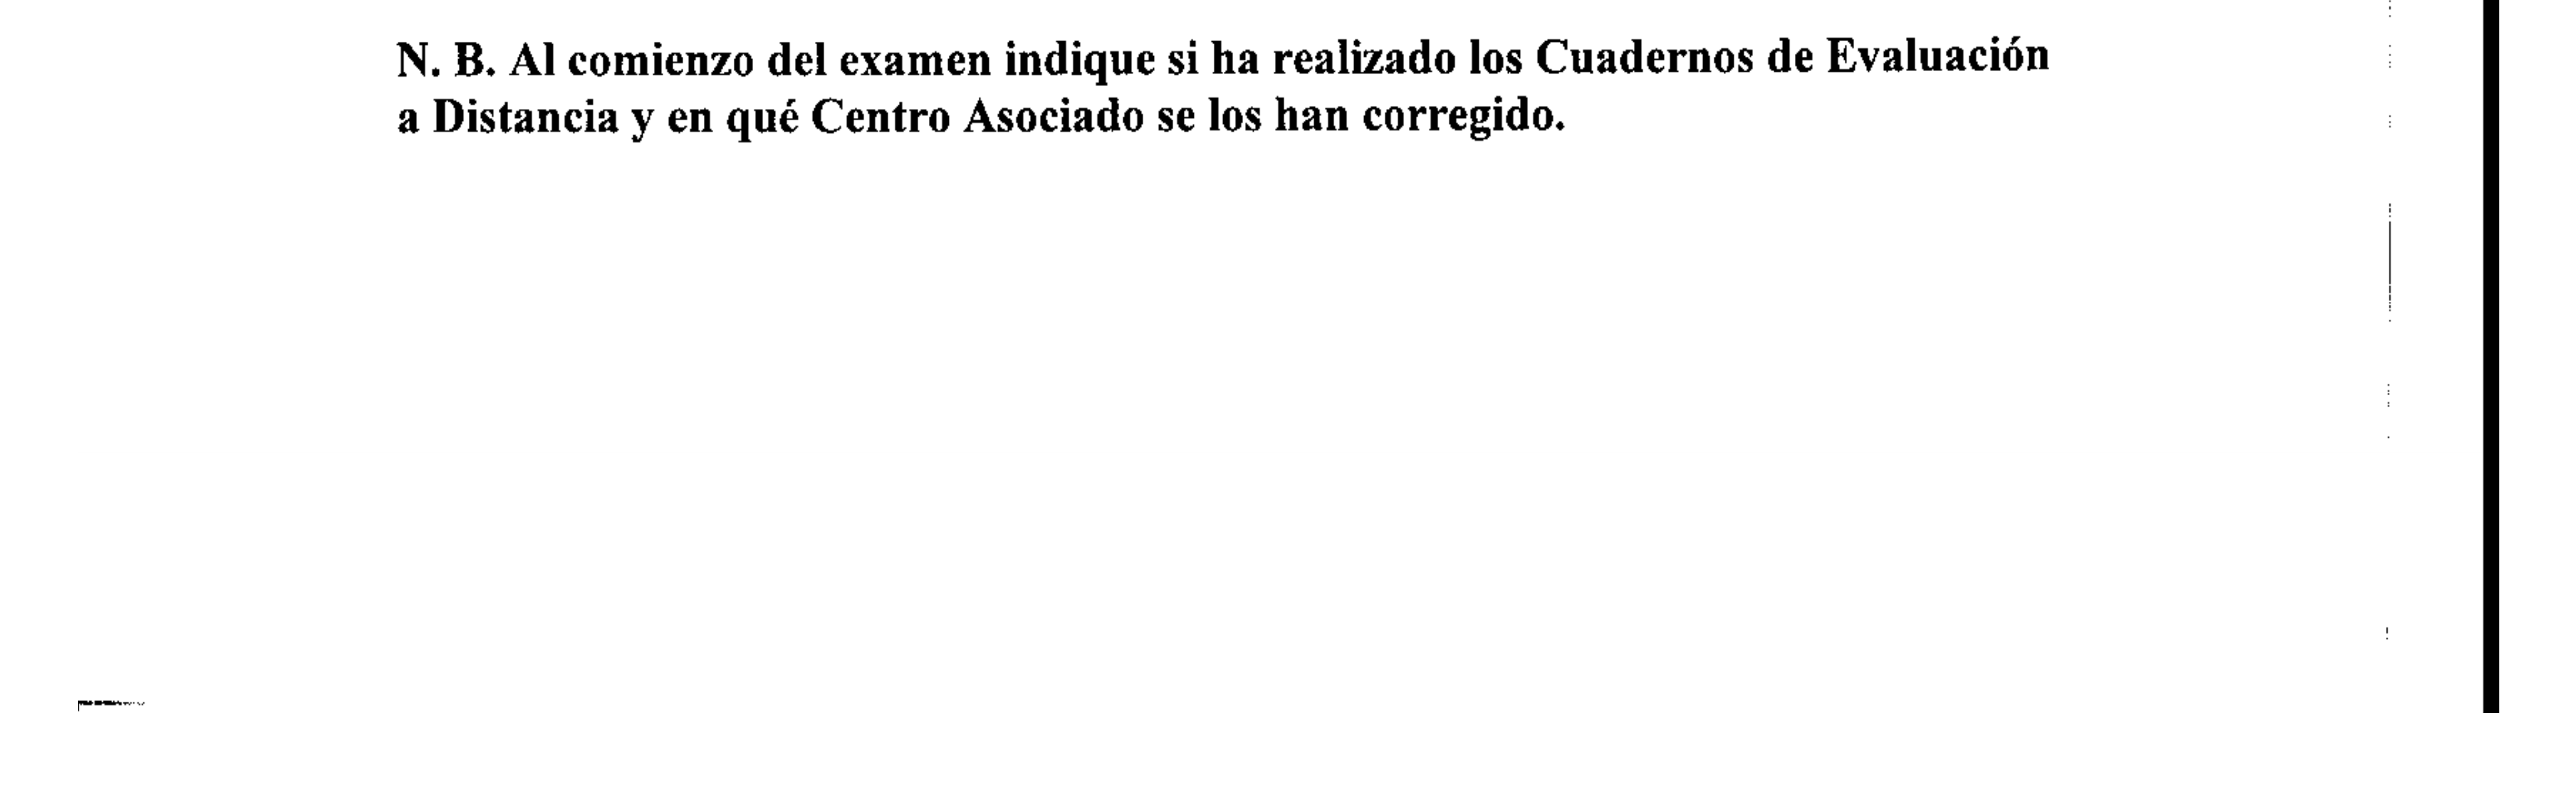 N. B. Al comienzo del examen indique si ha realizado los Cuadernos de Evaluación
a Distancia y en qué Centro Asociado se los han corregido.